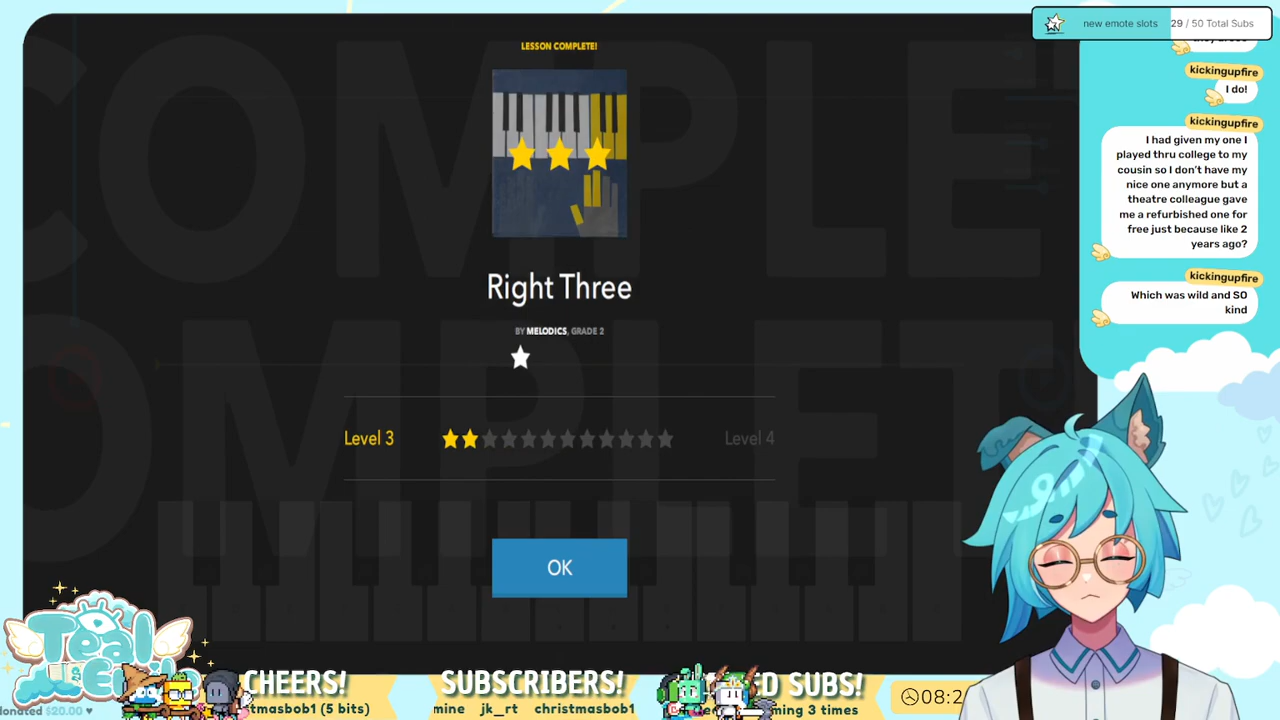 new emote slots 29 / 50 Total Subs
LESSON COMPLETE!
Right Three
BY MELODICS, GRADE 2
Level 3
Level 4
OK
kickingupfire
I do!
kickingupfire
I had given my one I
played thru college to my
cousin so I don't have my
nice one anymore but a
theatre colleague gave
me a refurbished one for
free just because like 2
years ago?
kickingupfire
Which was wild and SO
kind
COMPLE
OMPLET
Teal
CHEERS!
tmasbob1 (5 bits)
SUBSCRIBERS!
mine jk_rt christmasbob1
D SUBS!
ming 3 times
08:2
onated $20.00 ♥